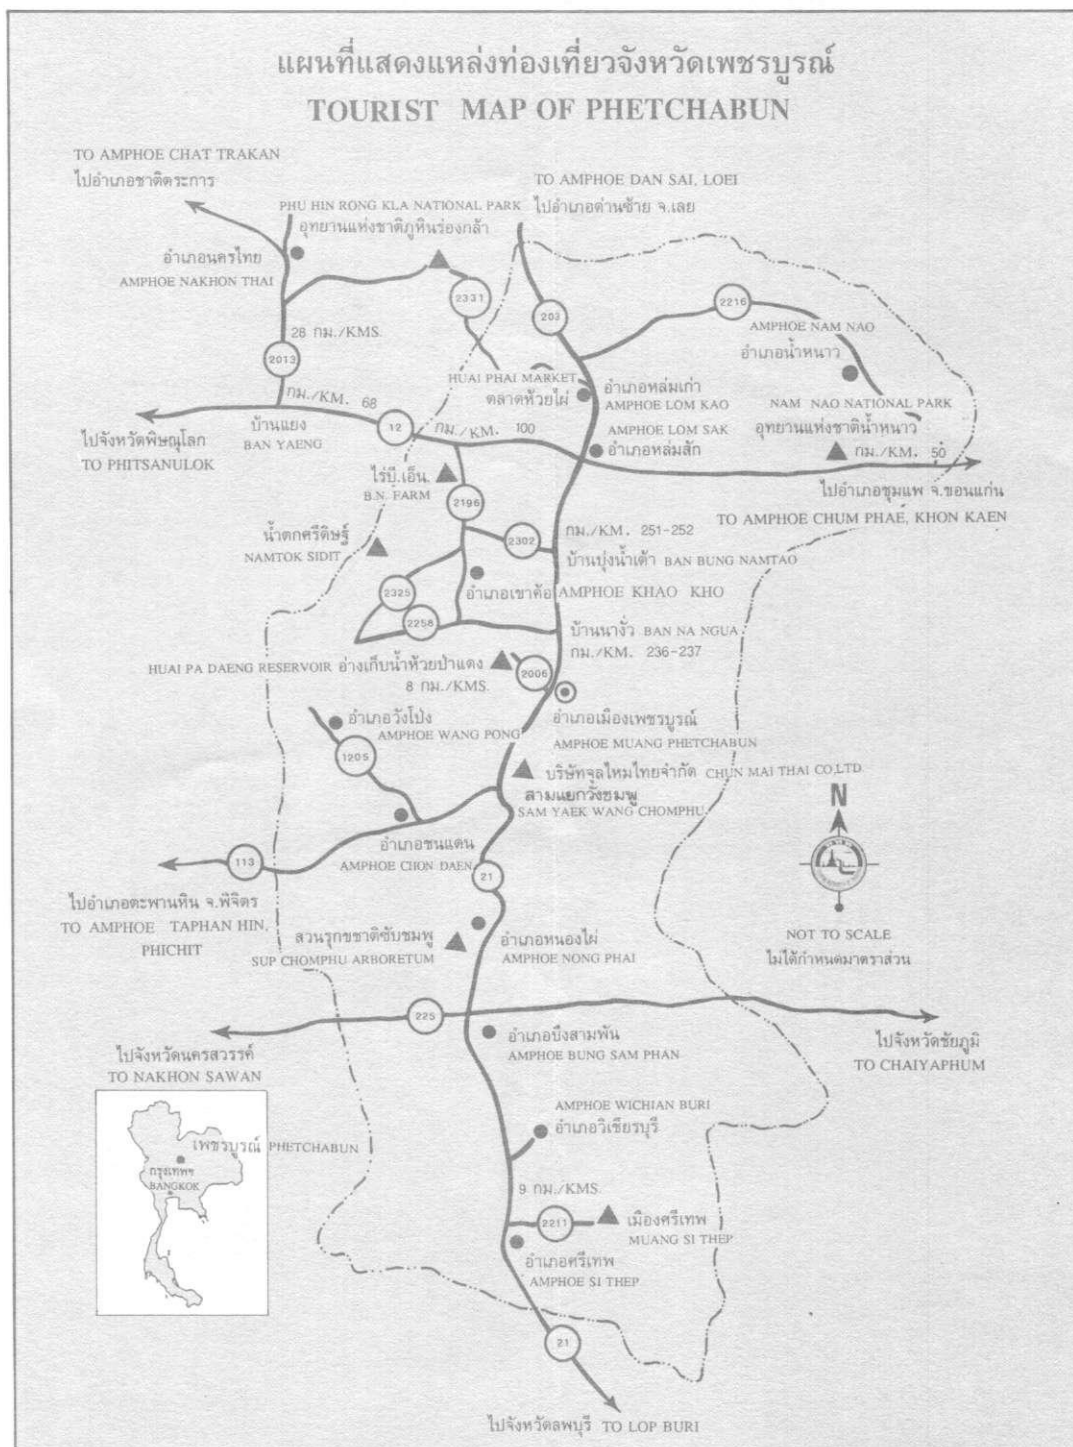 แผนที่แสดงแหล่งท่องเที่ยวจังหวัดเพชรบูรณ์
TOURIST MAP OF PHETCHABUN
TO AMPHOE CHAT TRAKAN
ไปอำเภอชาติตระการ
TO AMPHOE DAN SAI, LOEI
ไปอำเภอด่านซ้าย จ.เลย
PHU HIN RONG KLA NATIONAL PARK
อุทยานแห่งชาติภูหินร่องกล้า
อำเภอนครไทย
AMPHOE NAKHON THAI
2331
203
2216
28 กม./KMS.
2013
AMPHOE NAM NAO
อำเภอน้ำหนาว
HUAI PHAI MARKET
ตลาดห้วยไผ่
อำเภอหล่มเก่า
AMPHOE LOM KAO
NAM NAO NATIONAL PARK
อุทยานแห่งชาติน้ำหนาว
กม./KM. 50
กม./KM. 68
12
กม./KM. 100
AMPHOE LOM SAK
อำเภอหล่มสัก
ไปจังหวัดพิษณุโลก
TO PHITSANULOK
บ้านแยง
BAN YAENG
ไร่บี.เอ็น.
B.N. FARM
2196
ไปอำเภอชุมแพ จ.ขอนแก่น
TO AMPHOE CHUM PHAE, KHON KAEN
น้ำตกศรีดิษฐ์
NAMTOK SIDIT
2302
กม./KM. 251-252
บ้านบุ่งน้ำเต้า BAN BUNG NAMTAO
2325
อำเภอเขาค้อ AMPHOE KHAO KHO
2258
บ้านนางั่ว BAN NA NGUA
กม./KM. 236-237
HUAI PA DAENG RESERVOIR อ่างเก็บน้ำห้วยป่าแดง
8 กม./KMS.
2006
อำเภอวังโป่ง
AMPHOE WANG PONG
1205
อำเภอเมืองเพชรบูรณ์
AMPHOE MUANG PHETCHABUN
บริษัทจุลไหมไทยจำกัด CHUN MAI THAI CO,LTD.
สามแยกวังชมพู
SAM YAEK WANG CHOMPHU
N
อำเภอชนแดน
AMPHOE CHON DAEN
113
21
ไปอำเภอตะพานหิน จ.พิจิตร
TO AMPHOE TAPHAN HIN,
PHICHIT
สวนรุกขชาติซับชมพู
SUP CHOMPHU ARBORETUM
อำเภอหนองไผ่
AMPHOE NONG PHAI
NOT TO SCALE
ไม่ได้กำหนดมาตราส่วน
225
ไปจังหวัดนครสวรรค์
TO NAKHON SAWAN
อำเภอบึงสามพัน
AMPHOE BUNG SAM PHAN
ไปจังหวัดชัยภูมิ
TO CHAIYAPHUM
เพชรบูรณ์ PHETCHABUN
กรุงเทพฯ
BANGKOK
AMPHOE WICHIAN BURI
อำเภอวิเชียรบุรี
9 กม./KMS.
2211
เมืองศรีเทพ
MUANG SI THEP
อำเภอศรีเทพ
AMPHOE SI THEP
21
ไปจังหวัดลพบุรี TO LOP BURI